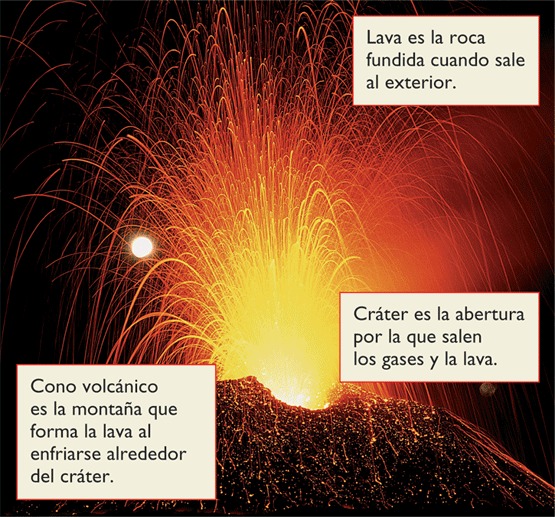 Lava es la roca
fundida cuando sale
al exterior.
Cráter es la abertura
por la que salen
los gases y la lava.
Cono volcánico
es la montaña que
forma la lava al
enfriarse alrededor
del cráter.